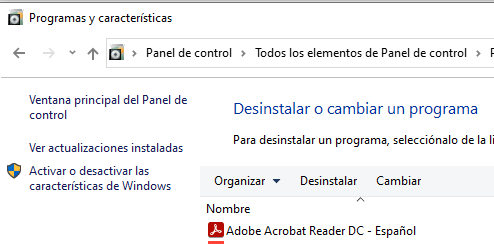 Programas y características
Panel de control > Todos los elementos de Panel de control >
Ventana principal del Panel de
control
Ver actualizaciones instaladas
Activar o desactivar las
características de Windows
Desinstalar o cambiar un programa
Para desinstalar un programa, selecciónalo de la
Organizar
Desinstalar
Cambiar
Nombre
Adobe Acrobat Reader DC - Español